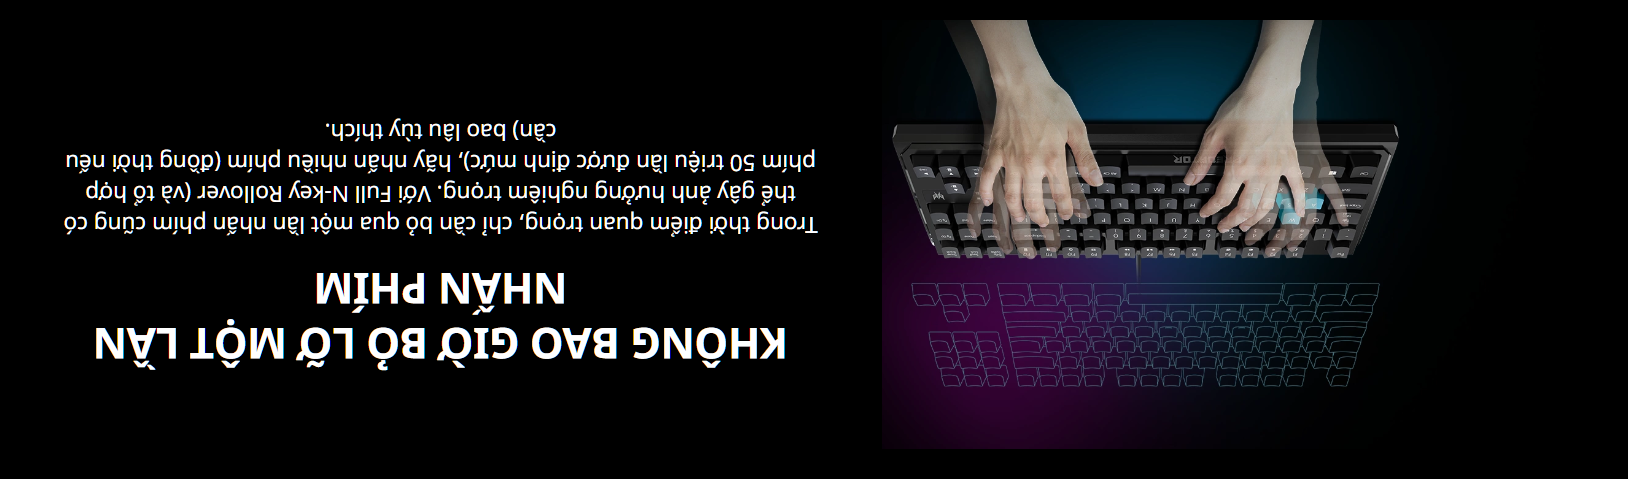 KHÔNG BAO GIỜ BỎ LỠ MỘT LẦN
NHẤN PHÍM
Trong thời điểm quan trọng, chỉ cần bỏ qua một lần nhấn phím cũng có
thể gây ảnh hưởng nghiêm trọng. Với Full N-key Rollover (và tổ hợp
phím 50 triệu lần được định mức), hãy nhấn nhiều phím (đồng thời nếu
cần) bao lâu tùy thích.